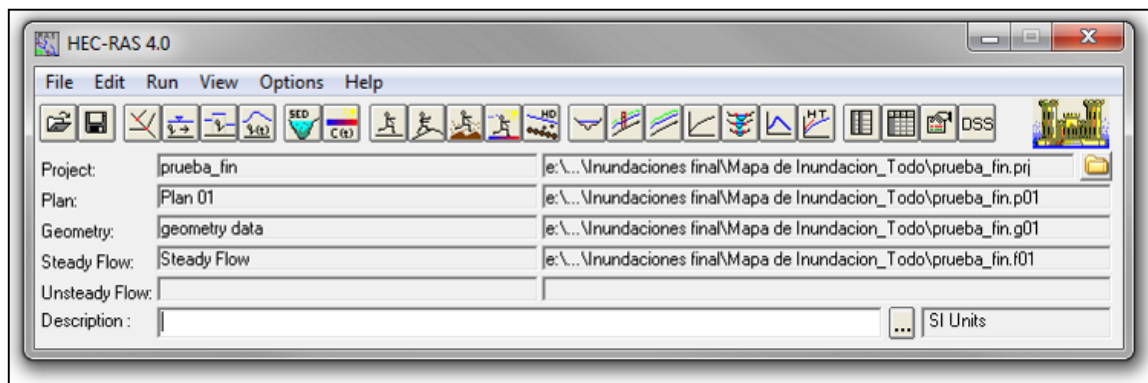 HEC-RAS 4.0
File Edit Run View Options Help
SED C(t) HD HT DSS
Project: prueba_fin e:\...\Inundaciones final\Mapa de Inundacion_Todo\prueba_fin.prj
Plan: Plan 01 e:\...\Inundaciones final\Mapa de Inundacion_Todo\prueba_fin.p01
Geometry: geometry data e:\...\Inundaciones final\Mapa de Inundacion_Todo\prueba_fin.g01
Steady Flow: Steady Flow e:\...\Inundaciones final\Mapa de Inundacion_Todo\prueba_fin.f01
Unsteady Flow:
Description : ... SI Units